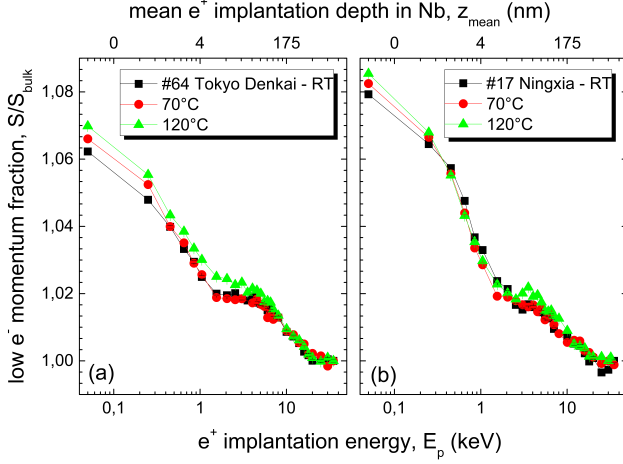 mean e⁺ implantation depth in Nb, z_mean (nm)
0 4 175 0 4 175
low e⁻ momentum fraction, S/S_bulk
1,08
1,06
1,04
1,02
1,00
#64 Tokyo Denkai - RT
70°C
120°C
#17 Ningxia - RT
70°C
120°C
(a)
(b)
0,1 1 10 0,1 1 10
e⁺ implantation energy, E_p (keV)